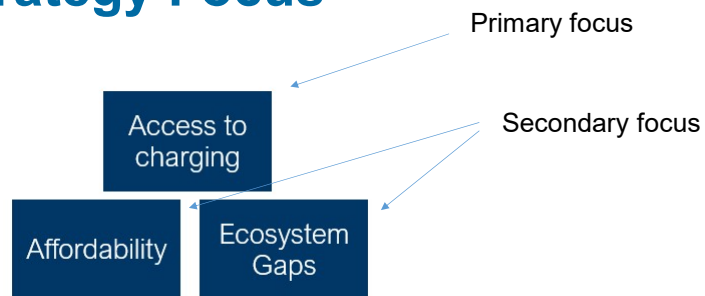 Primary focus
Access to
charging
Secondary focus
Affordability
Ecosystem
Gaps